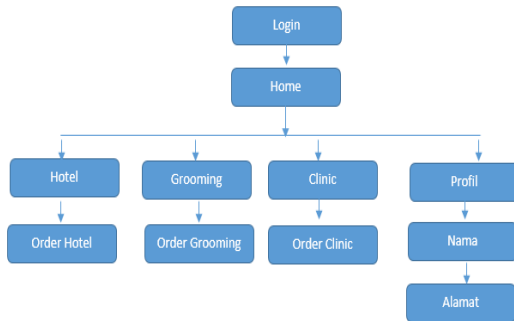 Login
Home
Hotel
Grooming
Clinic
Profil
Order Hotel
Order Grooming
Order Clinic
Nama
Alamat